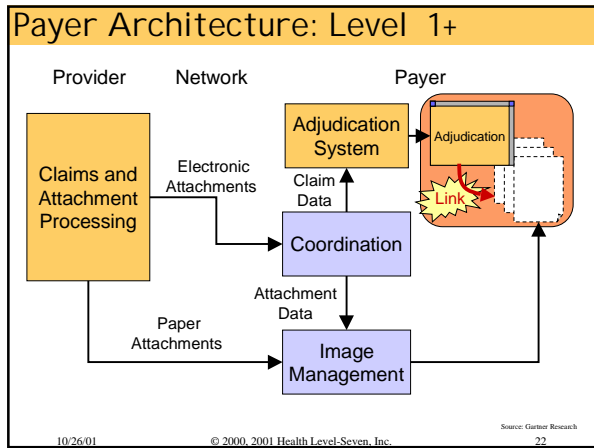 Payer Architecture: Level 1+
Provider
Network
Payer
Claims and
Attachment
Processing
Electronic
Attachments
Adjudication
System
Adjudication
Link
Claim
Data
Coordination
Attachment
Data
Paper
Attachments
Image
Management
Source: Gartner Research
10/26/01
© 2000, 2001 Health Level-Seven, Inc.
22